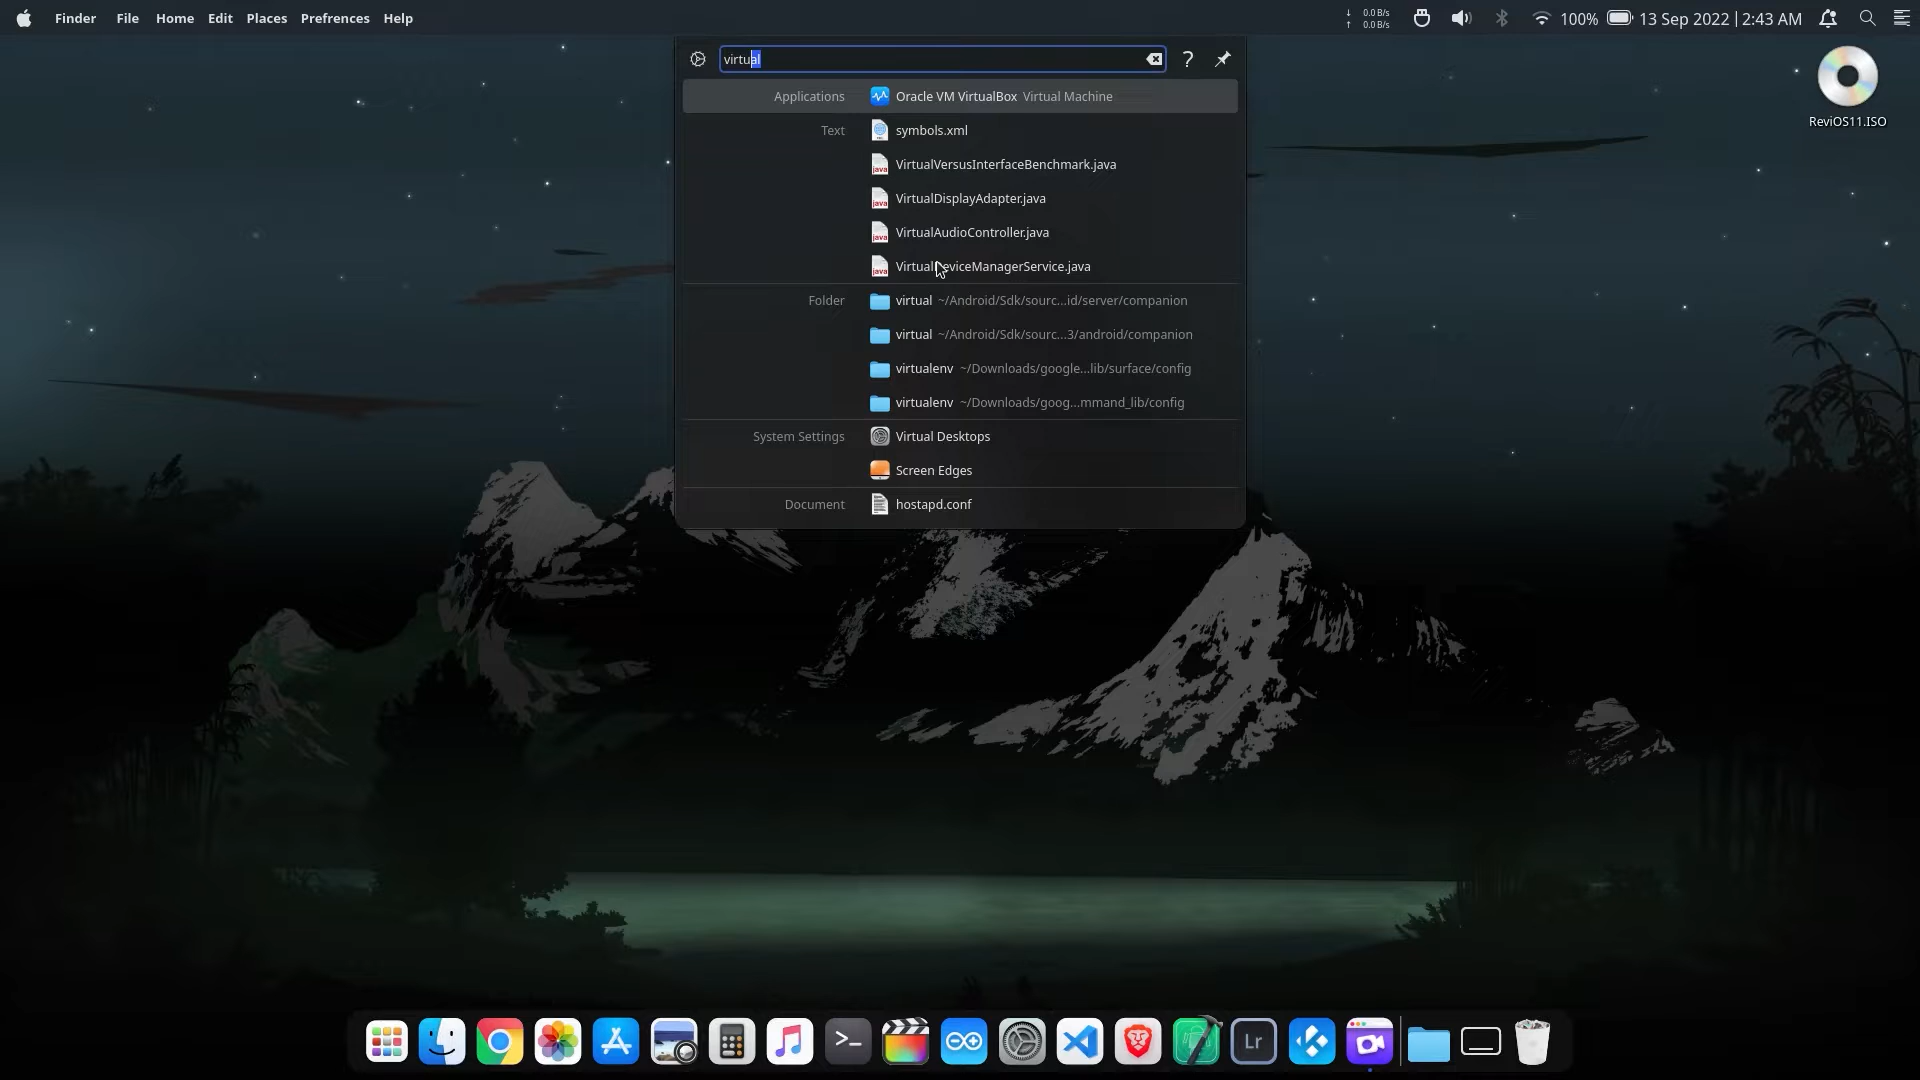 Finder File Home Edit Places Prefrences Help
↓ 0.0 B/s
↑ 0.0 B/s
100% 13 Sep 2022 | 2:43 AM
virtual
?
ReviOS11.ISO
Applications Oracle VM VirtualBox Virtual Machine
Text symbols.xml
VirtualVersusInterfaceBenchmark.java
VirtualDisplayAdapter.java
VirtualAudioController.java
VirtualDeviceManagerService.java
Folder virtual ~/Android/Sdk/sourc...id/server/companion
virtual ~/Android/Sdk/sourc...3/android/companion
virtualenv ~/Downloads/google...lib/surface/config
virtualenv ~/Downloads/goog...mmand_lib/config
System Settings Virtual Desktops
Screen Edges
Document hostapd.conf
Lr